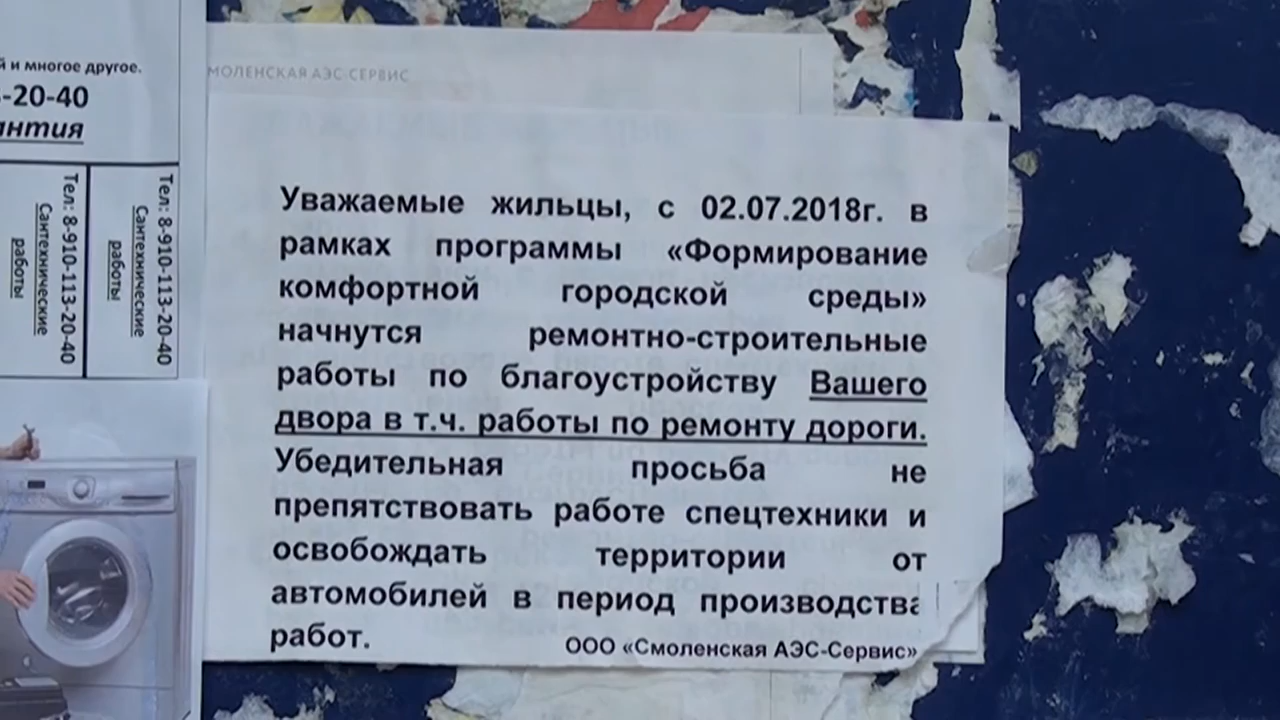 и многое другое.
-20-40
Тел: 8-910-113-20-40
Сантехнические
работы
Тел: 8-910-113-20-40
Сантехнические
работы
МОЛЕНСКАЯ АЭС-СЕРВИС
Уважаемые жильцы, с 02.07.2018г. в
рамках программы «Формирование
комфортной городской среды»
начнутся ремонтно-строительные
работы по благоустройству Вашего
двора в т.ч. работы по ремонту дороги.
Убедительная просьба не
препятствовать работе спецтехники и
освобождать территории от
автомобилей в период производства
работ.
ООО «Смоленская АЭС-Сервис»